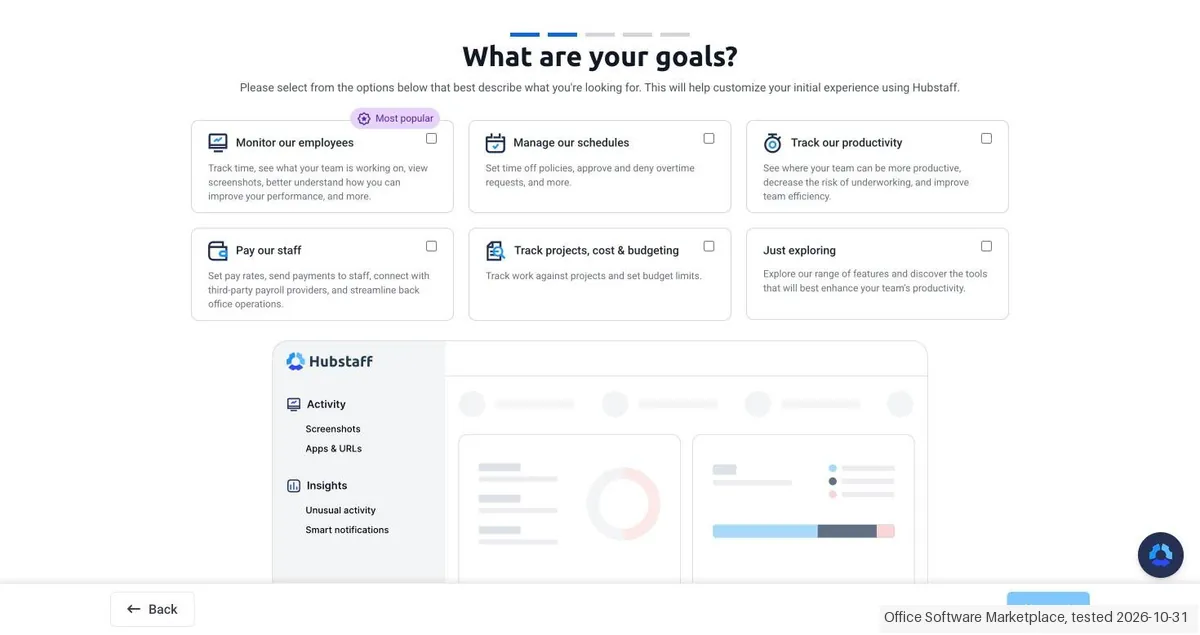 What are your goals?
Please select from the options below that best describe what you're looking for. This will help customize your initial experience using Hubstaff.
Most popular
Monitor our employees
Track time, see what your team is working on, view
screenshots, better understand how you can
improve your performance, and more.
Manage our schedules
Set time off policies, approve and deny overtime
requests, and more.
Track our productivity
See where your team can be more productive,
decrease the risk of underworking, and improve
team efficiency.
Pay our staff
Set pay rates, send payments to staff, connect with
third-party payroll providers, and streamline back
office operations.
Track projects, cost & budgeting
Track work against projects and set budget limits.
Just exploring
Explore our range of features and discover the tools
that will best enhance your team's productivity.
Hubstaff
Activity
Screenshots
Apps & URLs
Insights
Unusual activity
Smart notifications
← Back
Office Software Marketplace, tested 2026-10-31